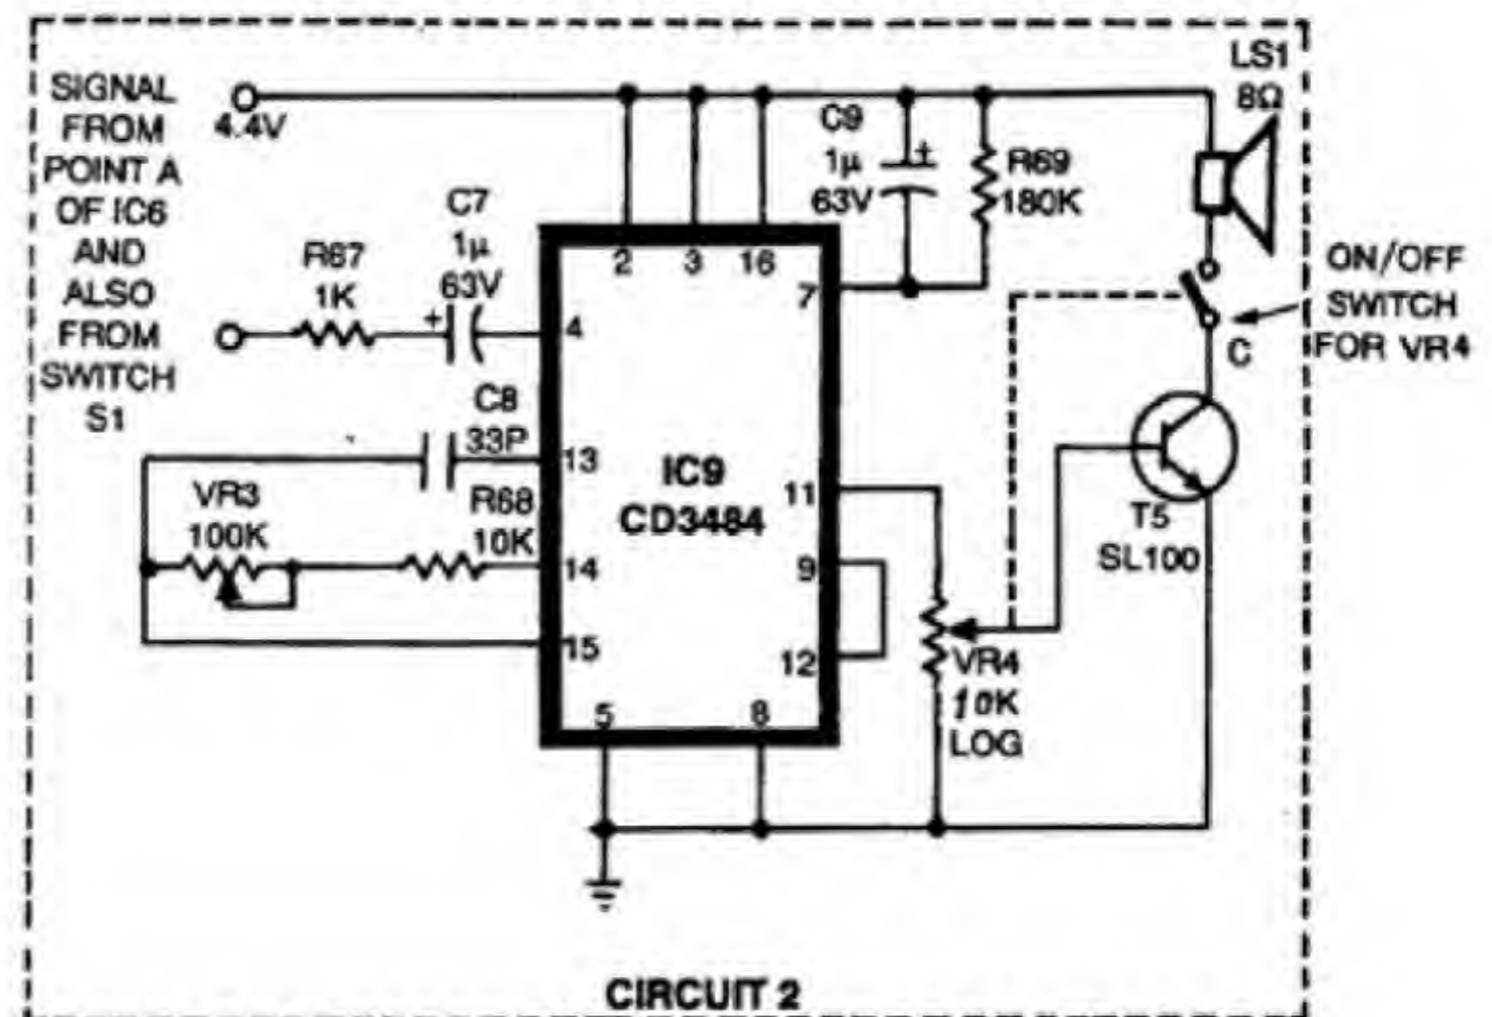 SIGNAL
FROM
POINT A
OF IC6
AND
ALSO
FROM
SWITCH
S1
4.4V
R67
1K
C7
1µ
63V
+
C8
33P
VR3
100K
R68
10K
2
3
16
4
13
14
15
5
8
7
11
9
12
IC9
CD3484
C9
1µ
63V
+
R69
180K
LS1
8Ω
ON/OFF
SWITCH
FOR VR4
C
T5
SL100
VR4
10K
LOG
CIRCUIT 2